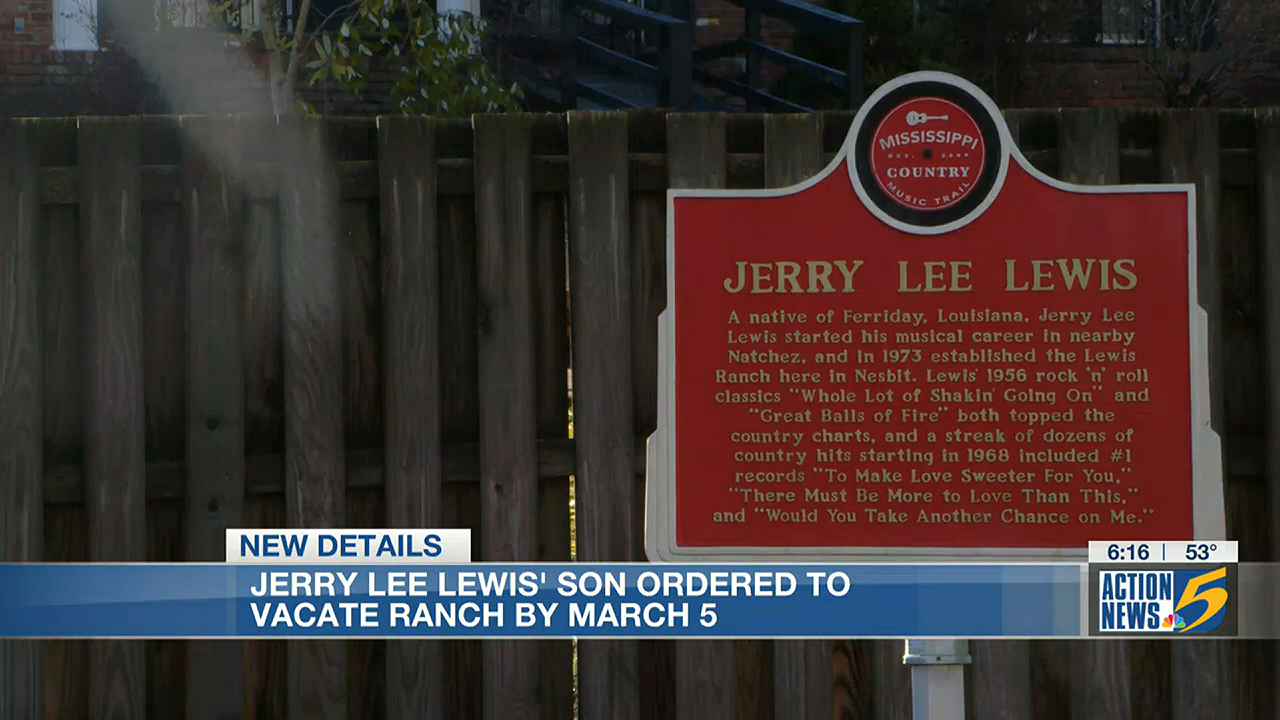 MISSISSIPPI
COUNTRY
MUSIC TRAIL
JERRY LEE LEWIS
A native of Ferriday, Louisiana, Jerry Lee
Lewis started his musical career in nearby
Natchez, and in 1973 established the Lewis
Ranch here in Nesbit. Lewis' 1956 rock 'n' roll
classics "Whole Lot of Shakin' Going On" and
"Great Balls of Fire" both topped the
country charts, and a streak of dozens of
country hits starting in 1968 included #1
records "To Make Love Sweeter For You,"
"There Must Be More to Love Than This,"
and "Would You Take Another Chance on Me."
NEW DETAILS
JERRY LEE LEWIS' SON ORDERED TO
VACATE RANCH BY MARCH 5
6:16 | 53°
ACTION
NEWS 5